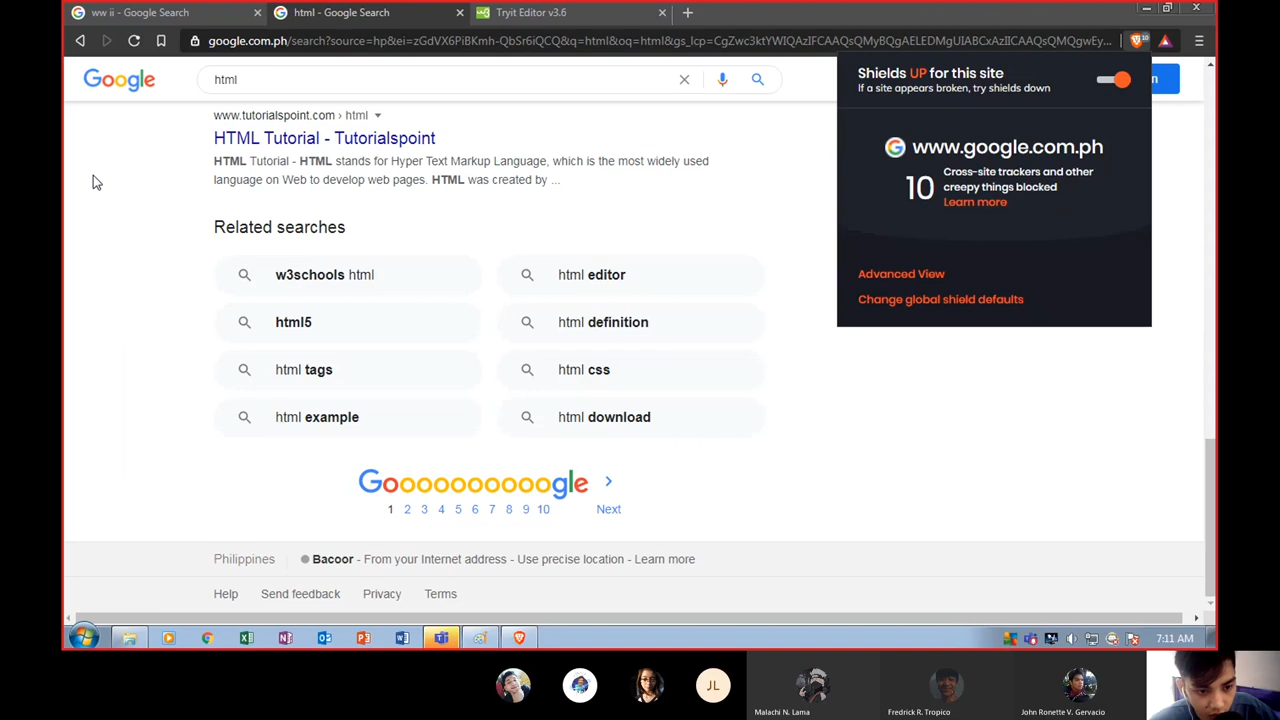 ww ii - Google Search
html - Google Search
Tryit Editor v3.6
google.com.ph/search?source=hp&ei=zGdVX6PiBKmh-QbSr6iQCQ&q=html&oq=html&gs_lcp=CgZwc3ktYWIQAzIFCAAQsQMyBQgAELEDMgUIABCxAzIICAAQsQMQgwEy...
10
Google
html
Shields UP for this site
If a site appears broken, try shields down
www.google.com.ph
10
Cross-site trackers and other
creepy things blocked
Learn more
Advanced View
Change global shield defaults
www.tutorialspoint.com › html
HTML Tutorial - Tutorialspoint
HTML Tutorial - HTML stands for Hyper Text Markup Language, which is the most widely used
language on Web to develop web pages. HTML was created by ...
Related searches
w3schools html
html editor
html5
html definition
html tags
html css
html example
html download
Goooooooooogle
1 2 3 4 5 6 7 8 9 10 Next
Philippines
Bacoor - From your Internet address - Use precise location - Learn more
Help Send feedback Privacy Terms
7:11 AM
JL
Malachi N. Lama
Fredrick R. Tropico
John Ronette V. Gervacio